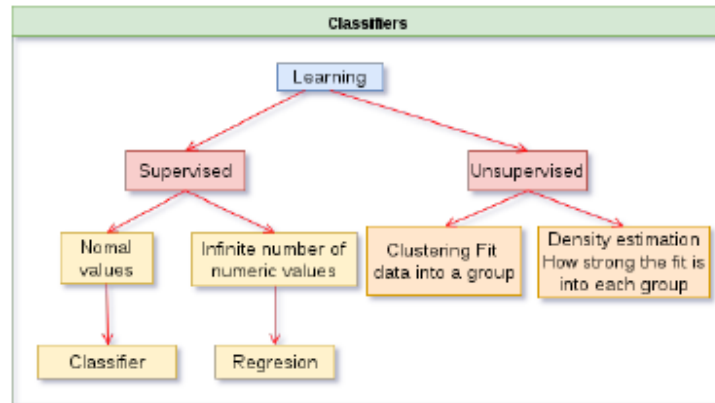 Classifiers
Learning
Supervised
Unsupervised
Nomal
values
Infinite number of
numeric values
Clustering Fit
data into a group
Density estimation
How strong the fit is
into each group
Classifier
Regresion